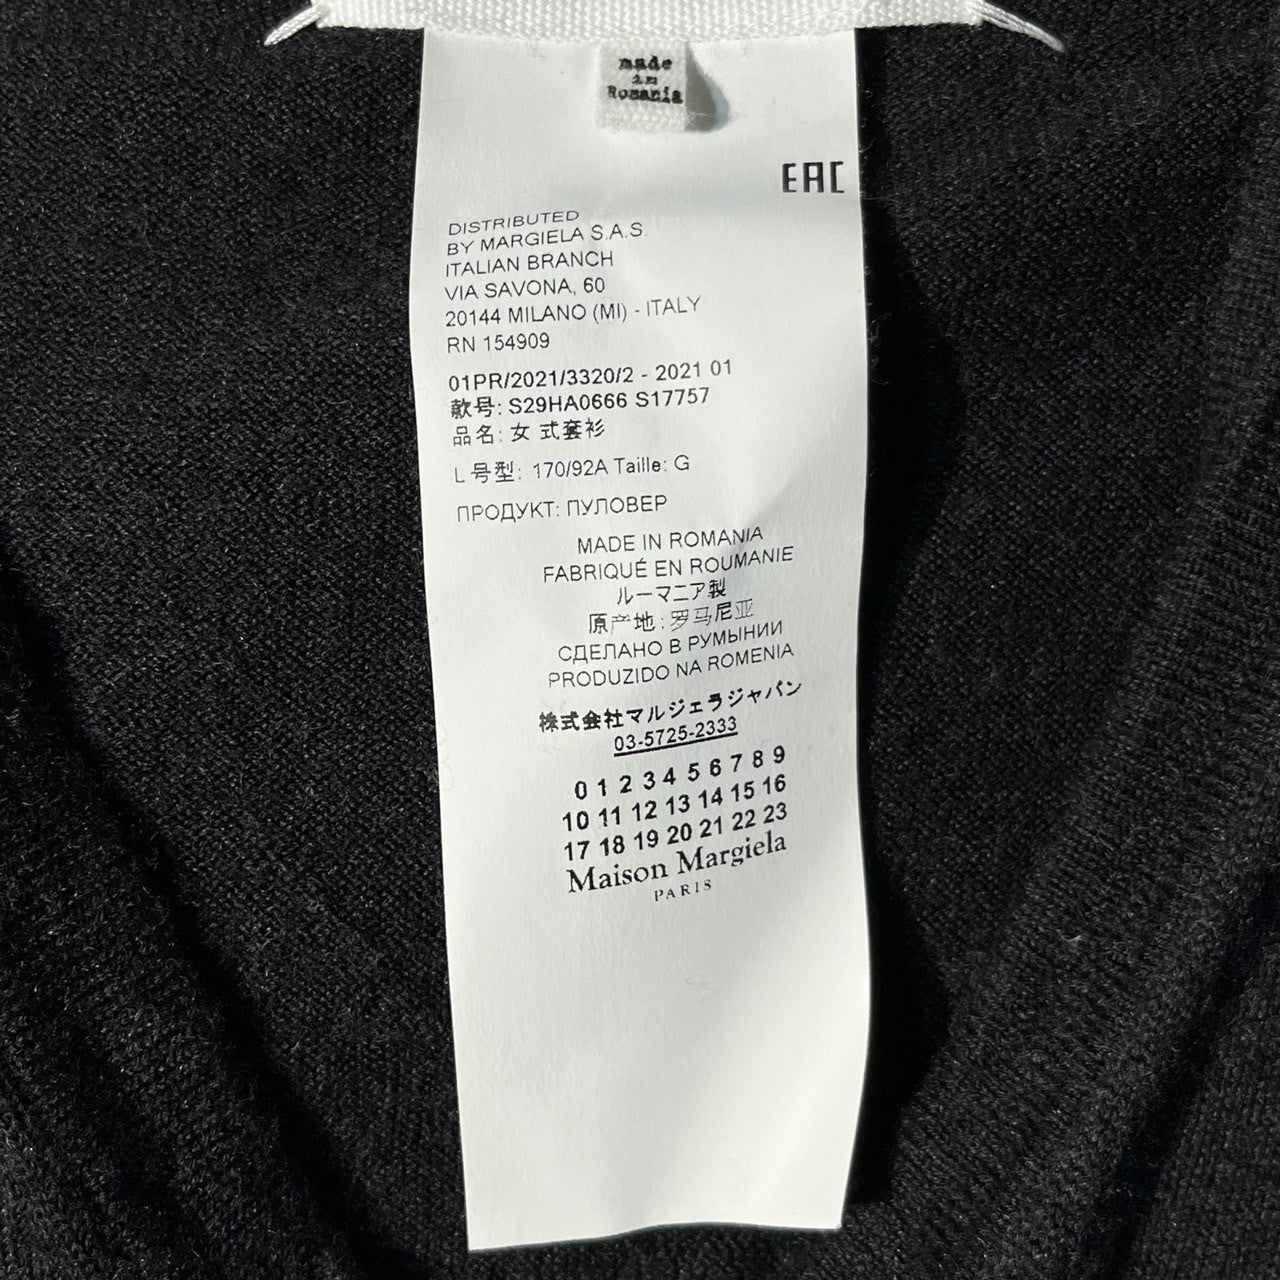 made
in
Romania
EAC
DISTRIBUTED
BY MARGIELA S.A.S.
ITALIAN BRANCH
VIA SAVONA, 60
20144 MILANO (MI) - ITALY
RN 154909
01PR/2021/3320/2 - 2021 01
款号: S29HA0666 S17757
品名: 女 式套衫
L 号型: 170/92A Taille: G
ПРОДУКТ: ПУЛОВЕР
MADE IN ROMANIA
FABRIQUÉ EN ROUMANIE
ルーマニア製
原产地: 罗马尼亚
СДЕЛАНО В РУМЫНИИ
PRODUZIDO NA ROMENIA
株式会社マルジェラジャパン
03-5725-2333
0 1 2 3 4 5 6 7 8 9
10 11 12 13 14 15 16
17 18 19 20 21 22 23
Maison Margiela
PARIS